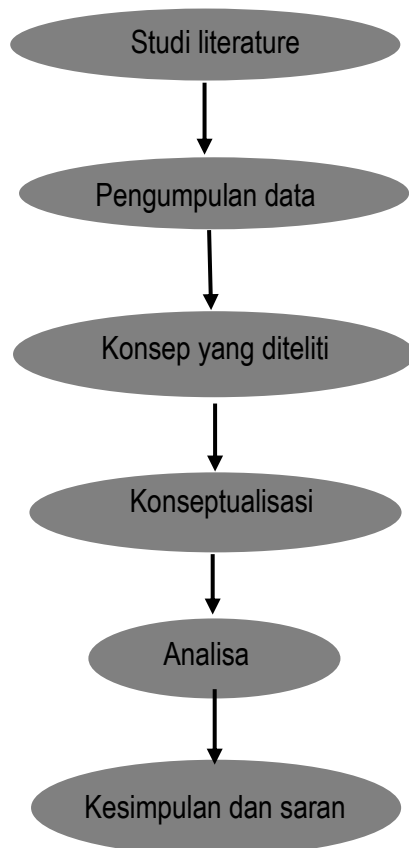 Studi literature
Pengumpulan data
Konsep yang diteliti
Konseptualisasi
Analisa
Kesimpulan dan saran